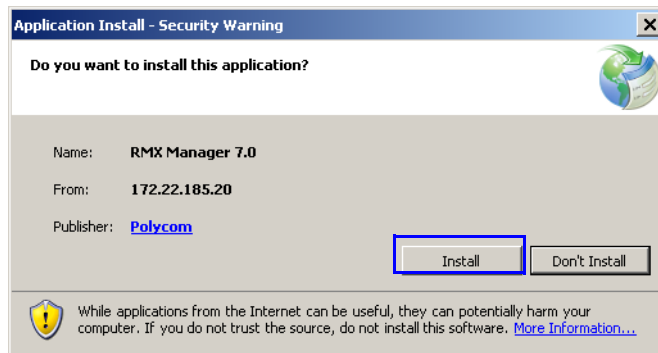 Application Install - Security Warning
Do you want to install this application?
Name: RMX Manager 7.0
From: 172.22.185.20
Publisher: Polycom
Install Don't Install
While applications from the Internet can be useful, they can potentially harm your
computer. If you do not trust the source, do not install this software. More Information...